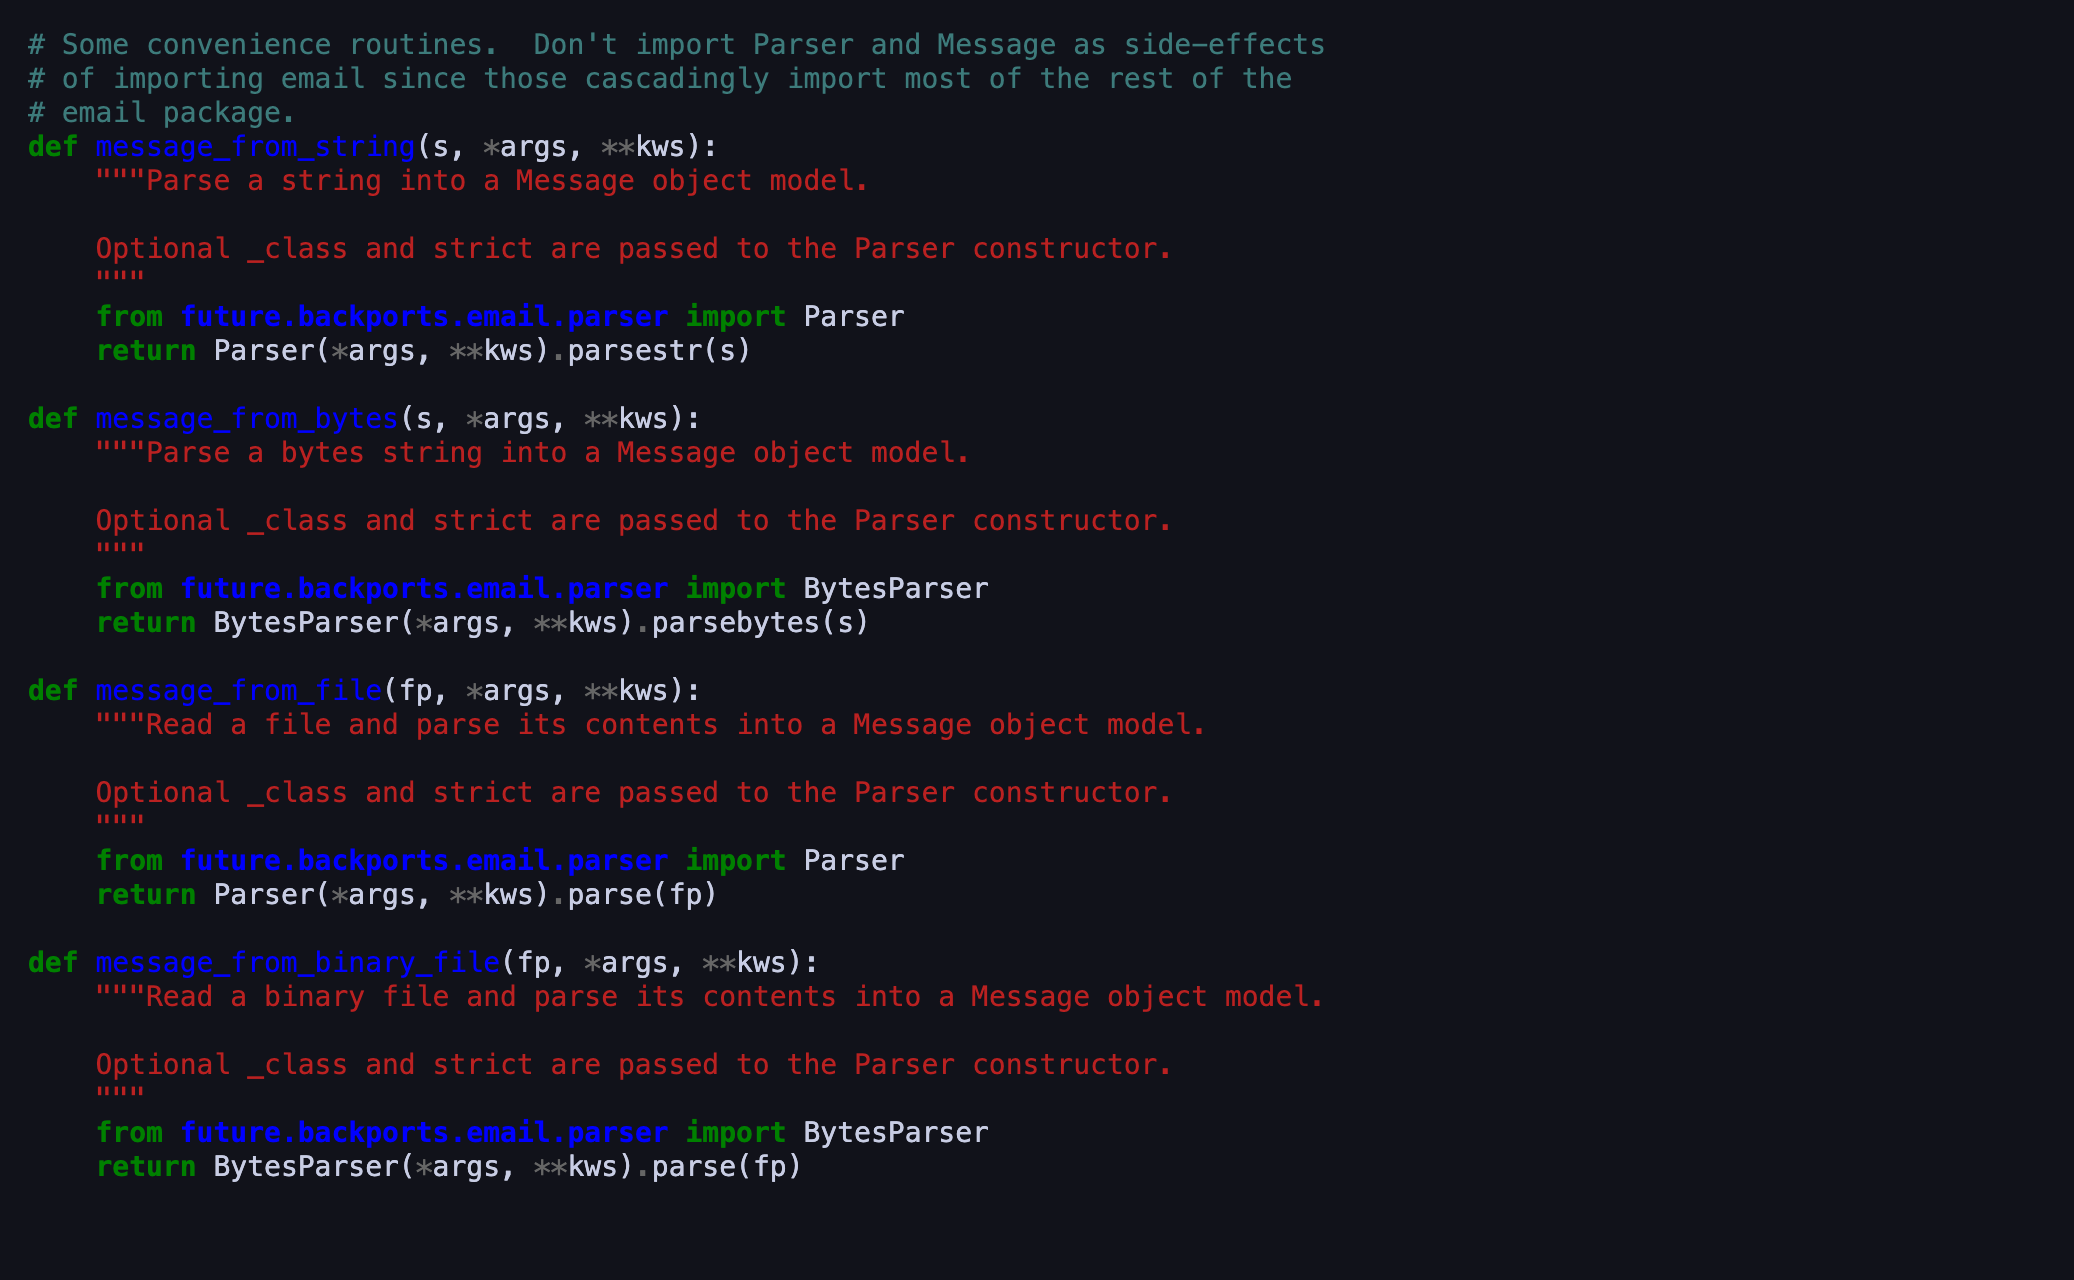 # Some convenience routines.  Don't import Parser and Message as side-effects
# of importing email since those cascadingly import most of the rest of the
# email package.
def message_from_string(s, *args, **kws):
    """Parse a string into a Message object model.

    Optional _class and strict are passed to the Parser constructor.
    """
    from future.backports.email.parser import Parser
    return Parser(*args, **kws).parsestr(s)

def message_from_bytes(s, *args, **kws):
    """Parse a bytes string into a Message object model.

    Optional _class and strict are passed to the Parser constructor.
    """
    from future.backports.email.parser import BytesParser
    return BytesParser(*args, **kws).parsebytes(s)

def message_from_file(fp, *args, **kws):
    """Read a file and parse its contents into a Message object model.

    Optional _class and strict are passed to the Parser constructor.
    """
    from future.backports.email.parser import Parser
    return Parser(*args, **kws).parse(fp)

def message_from_binary_file(fp, *args, **kws):
    """Read a binary file and parse its contents into a Message object model.

    Optional _class and strict are passed to the Parser constructor.
    """
    from future.backports.email.parser import BytesParser
    return BytesParser(*args, **kws).parse(fp)